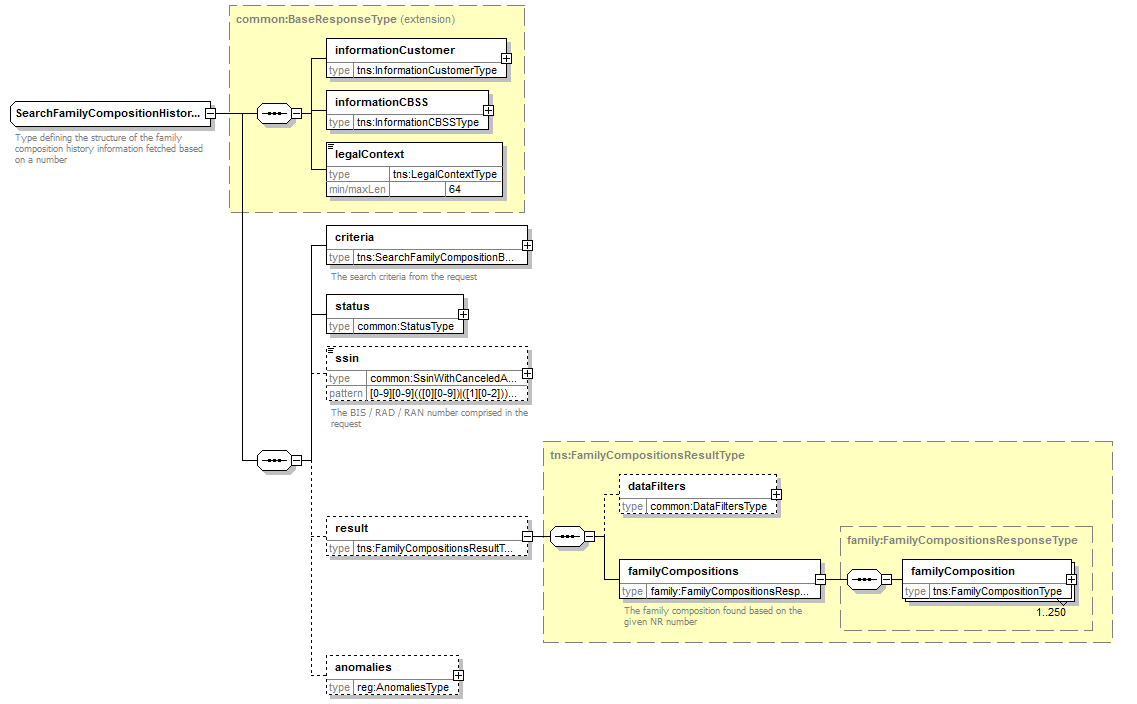 common:BaseResponseType (extension)
informationCustomer
type tns:InformationCustomerType
informationCBSS
type tns:InformationCBSSType
legalContext
type tns:LegalContextType
min/maxLen 64
SearchFamilyCompositionHistor...
Type defining the structure of the family
composition history information fetched based
on a number
criteria
type tns:SearchFamilyCompositionB...
The search criteria from the request
status
type common:StatusType
ssin
type common:SsinWithCanceledA...
pattern [0-9][0-9](([0][0-9])|([1][0-2]))...
The BIS / RAD / RAN number comprised in the
request
result
type tns:FamilyCompositionsResultT...
tns:FamilyCompositionsResultType
dataFilters
type common:DataFiltersType
familyCompositions
type family:FamilyCompositionsResp...
The family composition found based on the
given NR number
family:FamilyCompositionsResponseType
familyComposition
type tns:FamilyCompositionType
1..250
anomalies
type reg:AnomaliesType